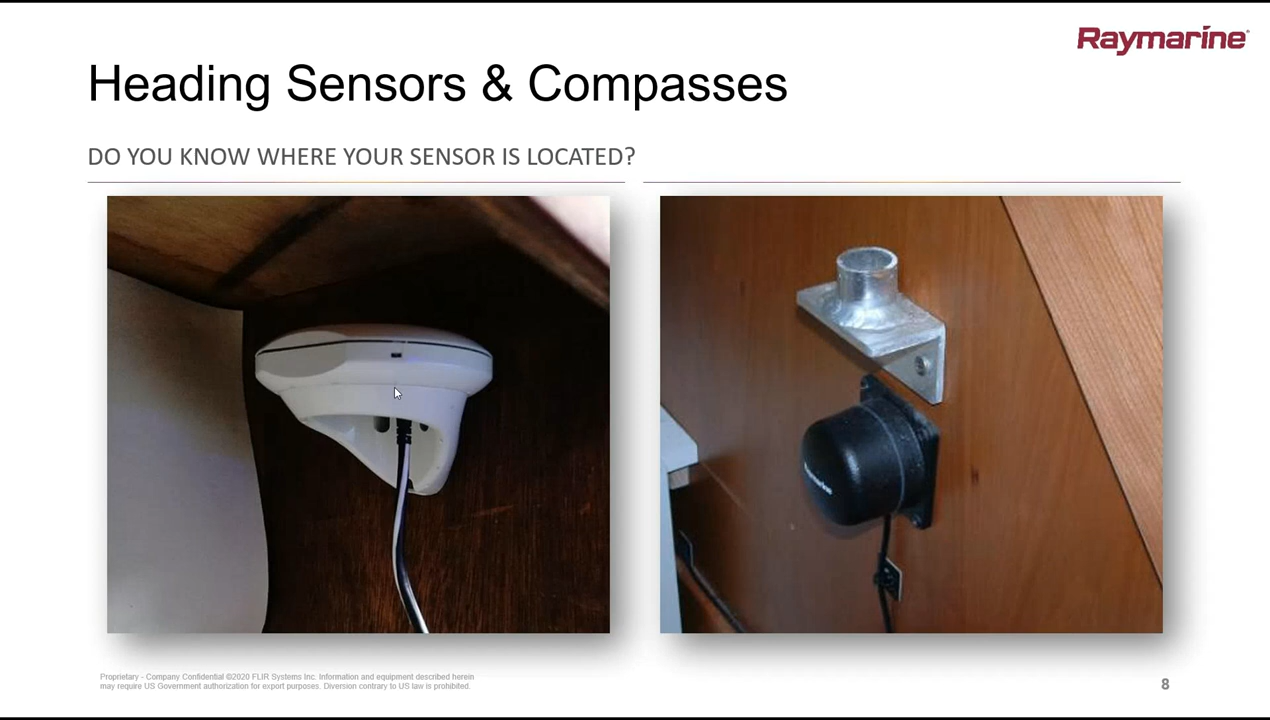 Raymarine
Heading Sensors & Compasses
DO YOU KNOW WHERE YOUR SENSOR IS LOCATED?
Raymarine
Proprietary - Company Confidential ©2020 FLIR Systems Inc. Information and equipment described herein
may require US Government authorization for export purposes. Diversion contrary to US law is prohibited.
8